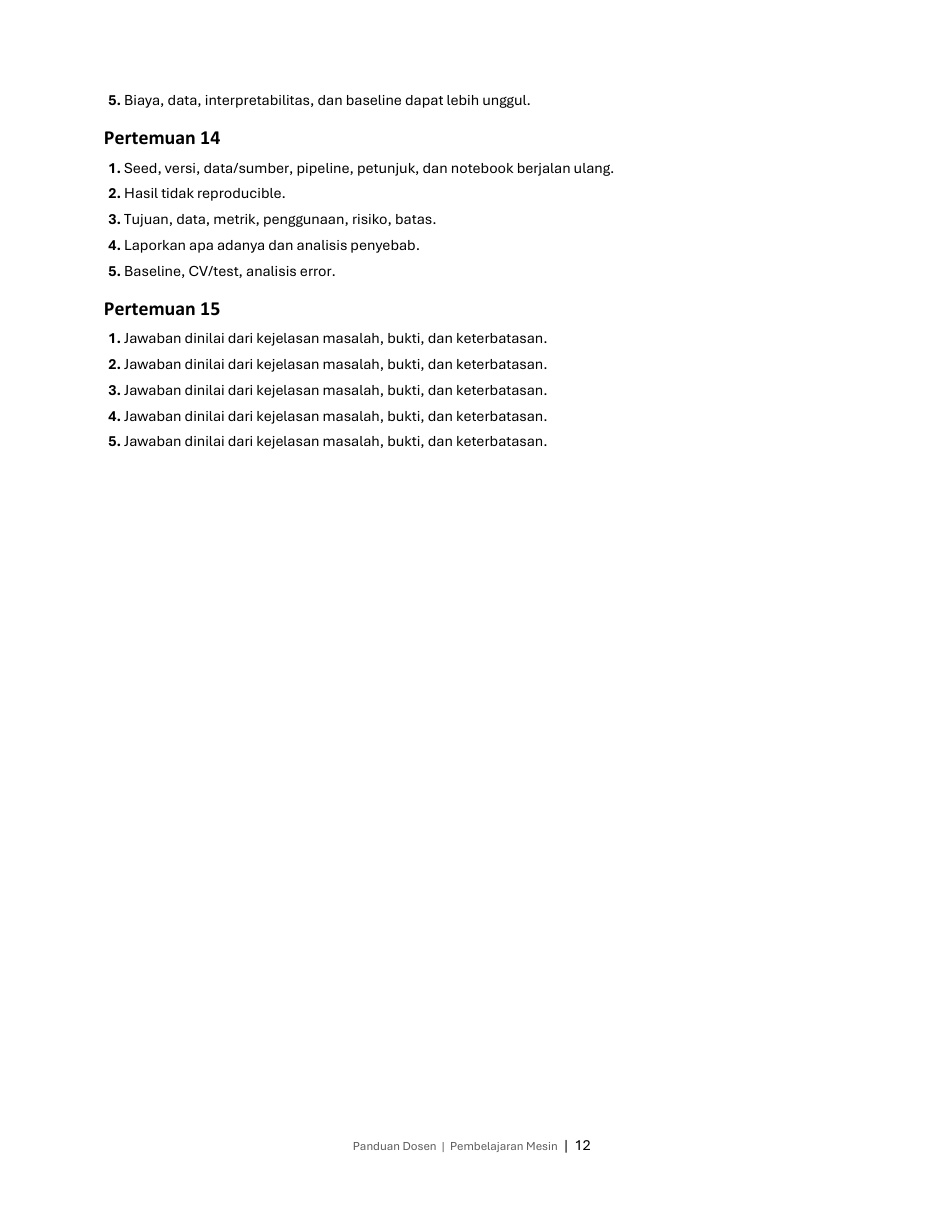 5. Biaya, data, interpretabilitas, dan baseline dapat lebih unggul.
Pertemuan 14
1. Seed, versi, data/sumber, pipeline, petunjuk, dan notebook berjalan ulang.
2. Hasil tidak reproducible.
3. Tujuan, data, metrik, penggunaan, risiko, batas.
4. Laporkan apa adanya dan analisis penyebab.
5. Baseline, CV/test, analisis error.
Pertemuan 15
1. Jawaban dinilai dari kejelasan masalah, bukti, dan keterbatasan.
2. Jawaban dinilai dari kejelasan masalah, bukti, dan keterbatasan.
3. Jawaban dinilai dari kejelasan masalah, bukti, dan keterbatasan.
4. Jawaban dinilai dari kejelasan masalah, bukti, dan keterbatasan.
5. Jawaban dinilai dari kejelasan masalah, bukti, dan keterbatasan.
Panduan Dosen | Pembelajaran Mesin | 12